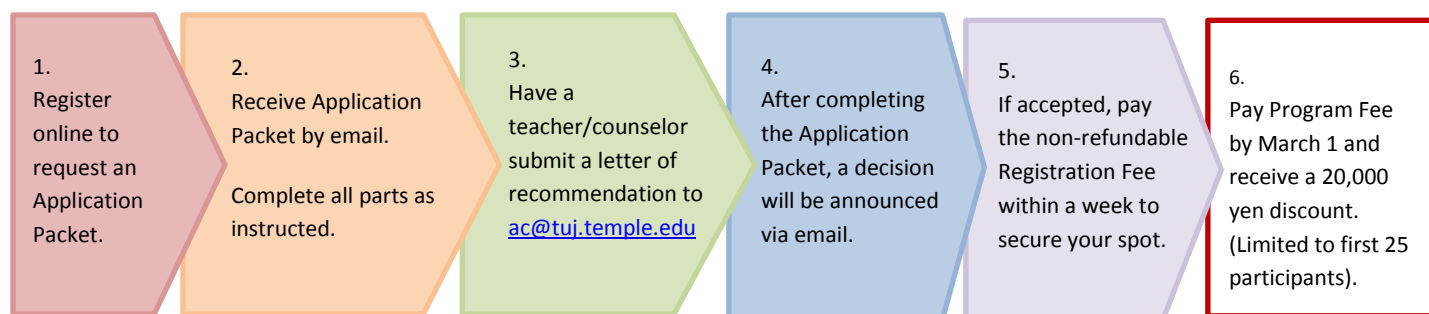 1.
Register
online to
request an
Application
Packet.
2.
Receive Application
Packet by email.
Complete all parts as
instructed.
3.
Have a
teacher/counselor
submit a letter of
recommendation to
ac@tuj.temple.edu
4.
After completing
the Application
Packet, a decision
will be announced
via email.
5.
If accepted, pay
the non-refundable
Registration Fee
within a week to
secure your spot.
6.
Pay Program Fee
by March 1 and
receive a 20,000
yen discount.
(Limited to first 25
participants).